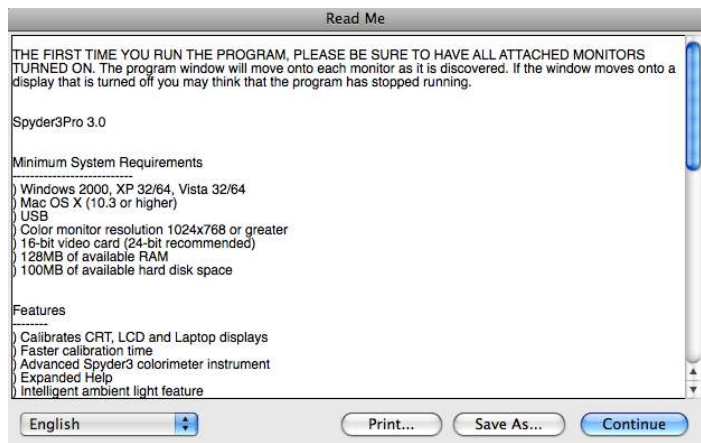 Read Me
THE FIRST TIME YOU RUN THE PROGRAM, PLEASE BE SURE TO HAVE ALL ATTACHED MONITORS
TURNED ON. The program window will move onto each monitor as it is discovered. If the window moves onto a
display that is turned off you may think that the program has stopped running.
Spyder3Pro 3.0
Minimum System Requirements
---------------------------
) Windows 2000, XP 32/64, Vista 32/64
) Mac OS X (10.3 or higher)
) USB
) Color monitor resolution 1024x768 or greater
) 16-bit video card (24-bit recommended)
) 128MB of available RAM
) 100MB of available hard disk space
Features
--------
) Calibrates CRT, LCD and Laptop displays
) Faster calibration time
) Advanced Spyder3 colorimeter instrument
) Expanded Help
) Intelligent ambient light feature
English Print... Save As... Continue